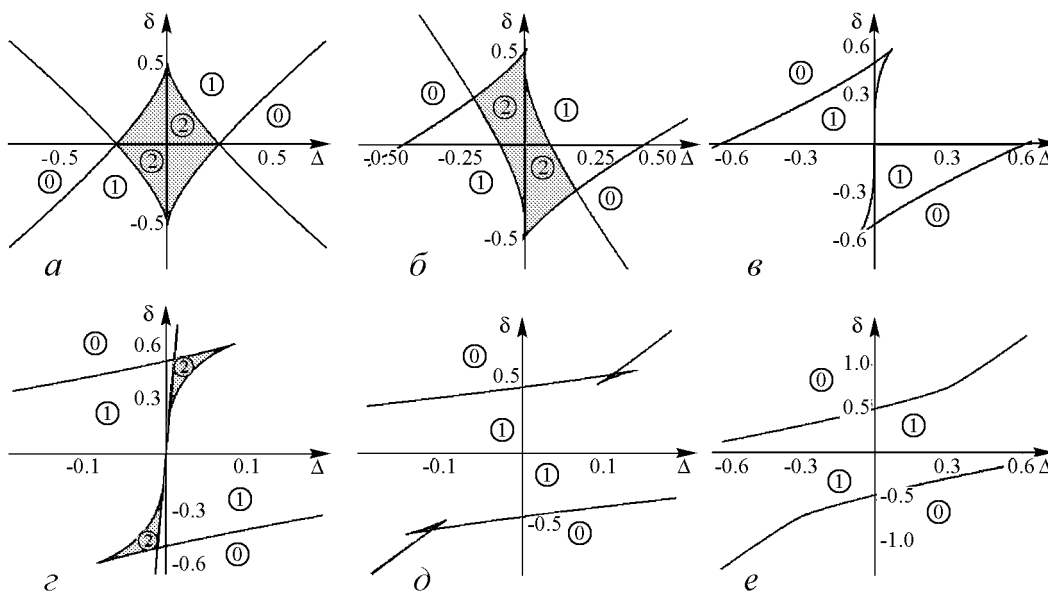 δ δ δ
0.5 0.5 0.6
① ① ⓪
⓪ ② ⓪ ② 0.3 ①
-0.5 0.5 Δ -0.50 -0.25 0.25 0.50 Δ -0.6 -0.3 0.3 0.6 Δ
⓪ ① ② ① ② ⓪ -0.3 ① ⓪
-0.5 -0.5 -0.6
а б в
δ δ δ
⓪ 0.6 ② ⓪ 0.5 ⓪ 1.0
① 0.3 ① 0.5 ①
-0.1 0.1 Δ -0.1 0.1 Δ -0.6 -0.3 0.3 0.6 Δ
-0.3 ① ① ① -0.5 ⓪
② -0.6 ⓪ -0.5 ⓪ -1.0
г д е